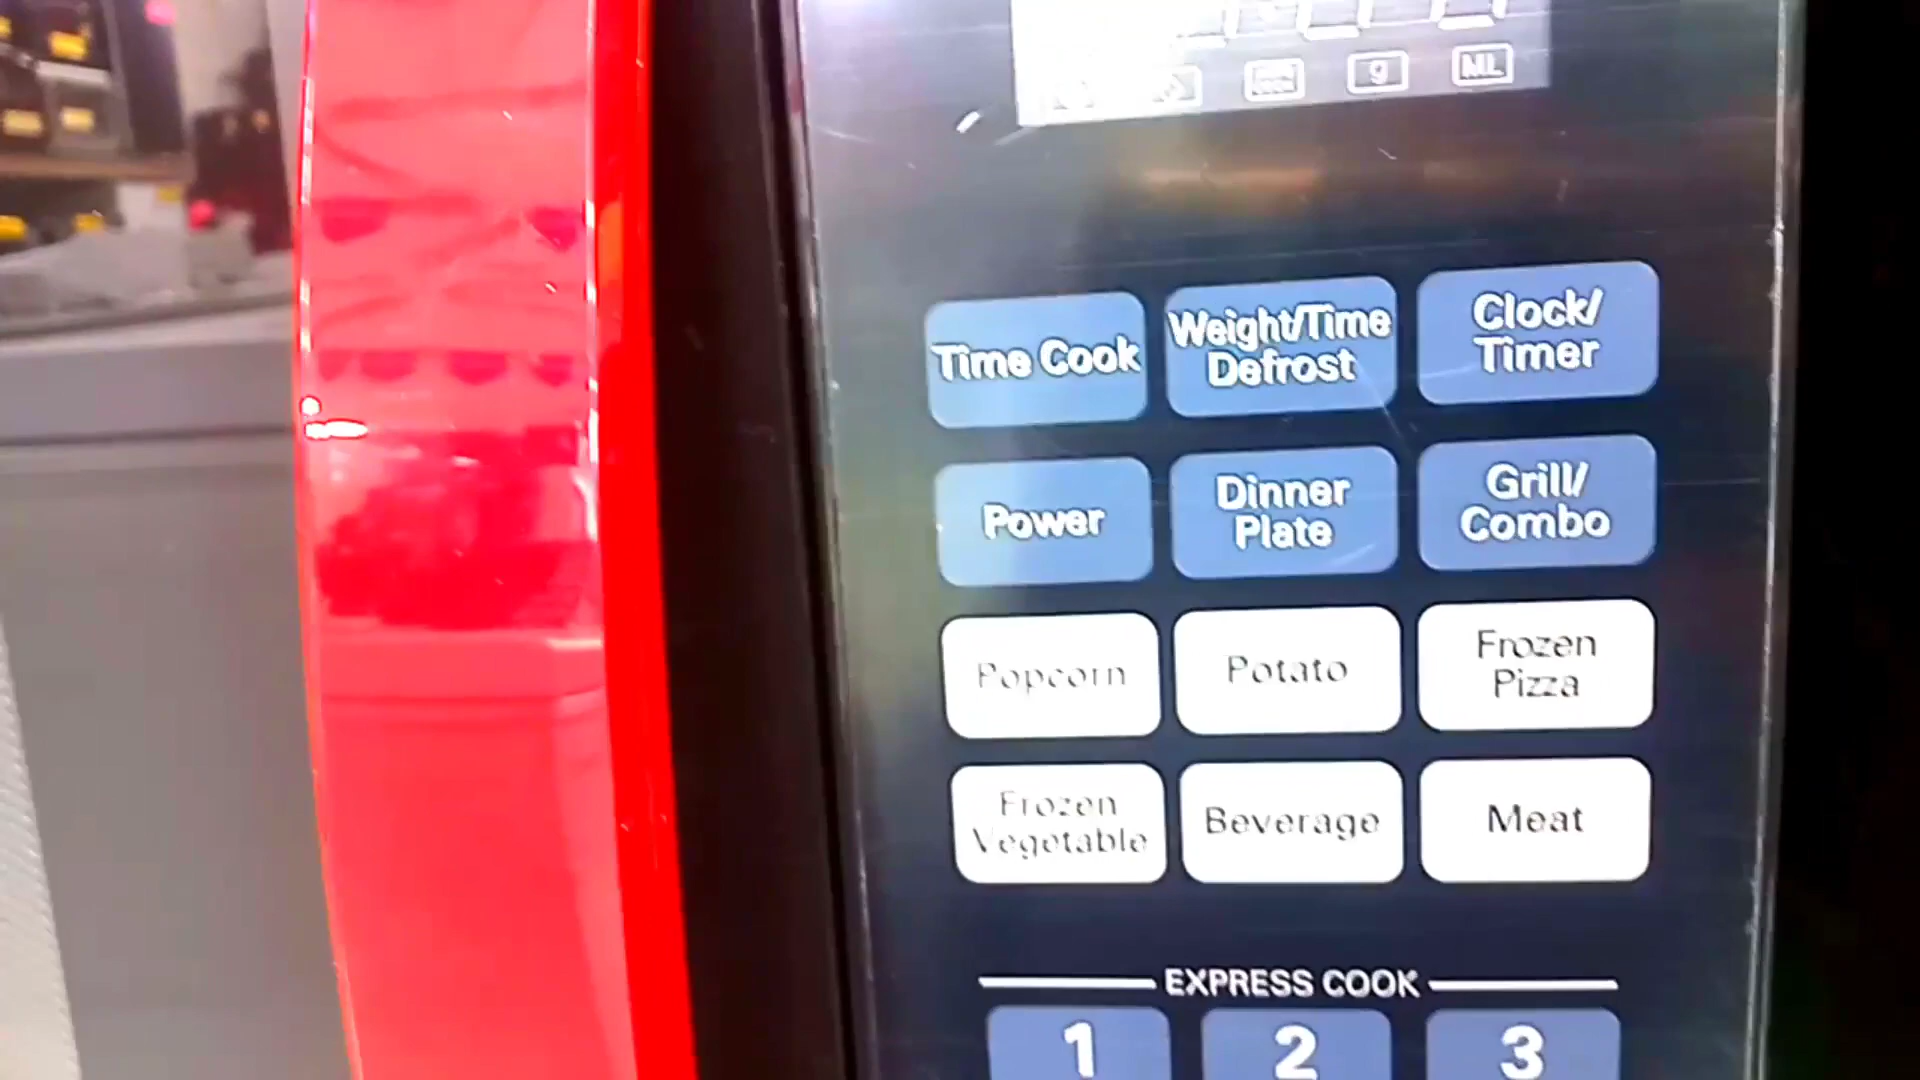 g NL
Time Cook
Weight/Time
Defrost
Clock/
Timer
Power
Dinner
Plate
Grill/
Combo
Popcorn
Potato
Frozen
Pizza
Frozen
Vegetable
Beverage
Meat
EXPRESS COOK
1 2 3